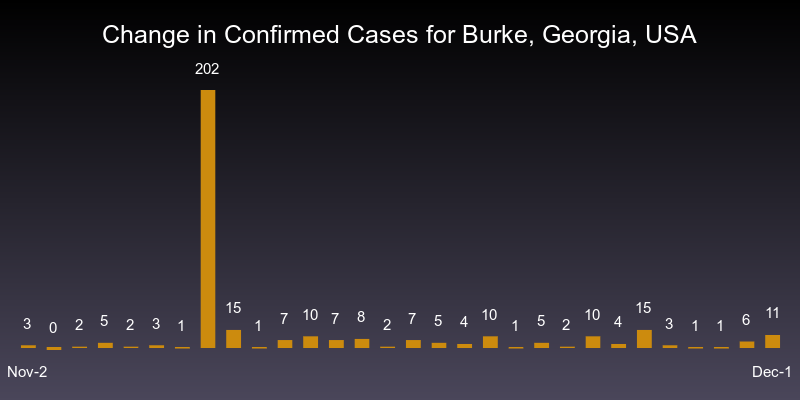 Change in Confirmed Cases for Burke, Georgia, USA
202
3 0 2 5 2 3 1 15 1 7 10 7 8 2 7 5 4 10 1 5 2 10 4 15 3 1 1 6 11
Nov-2 Dec-1